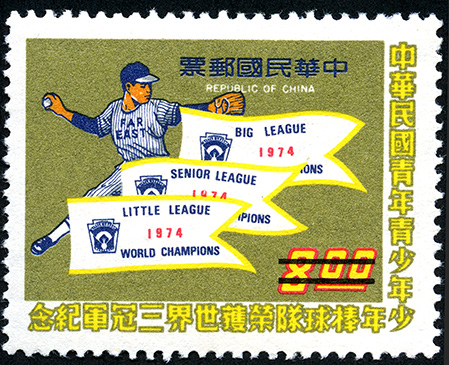 中華民國郵票
REPUBLIC OF CHINA
中華民國青年青少年
少年棒球隊榮獲世界三冠軍紀念
FAR
EAST
BIG LEAGUE
1974
PIONS
SENIOR LEAGUE
1974
PIONS
LITTLE LEAGUE
1974
WORLD CHAMPIONS
8.00